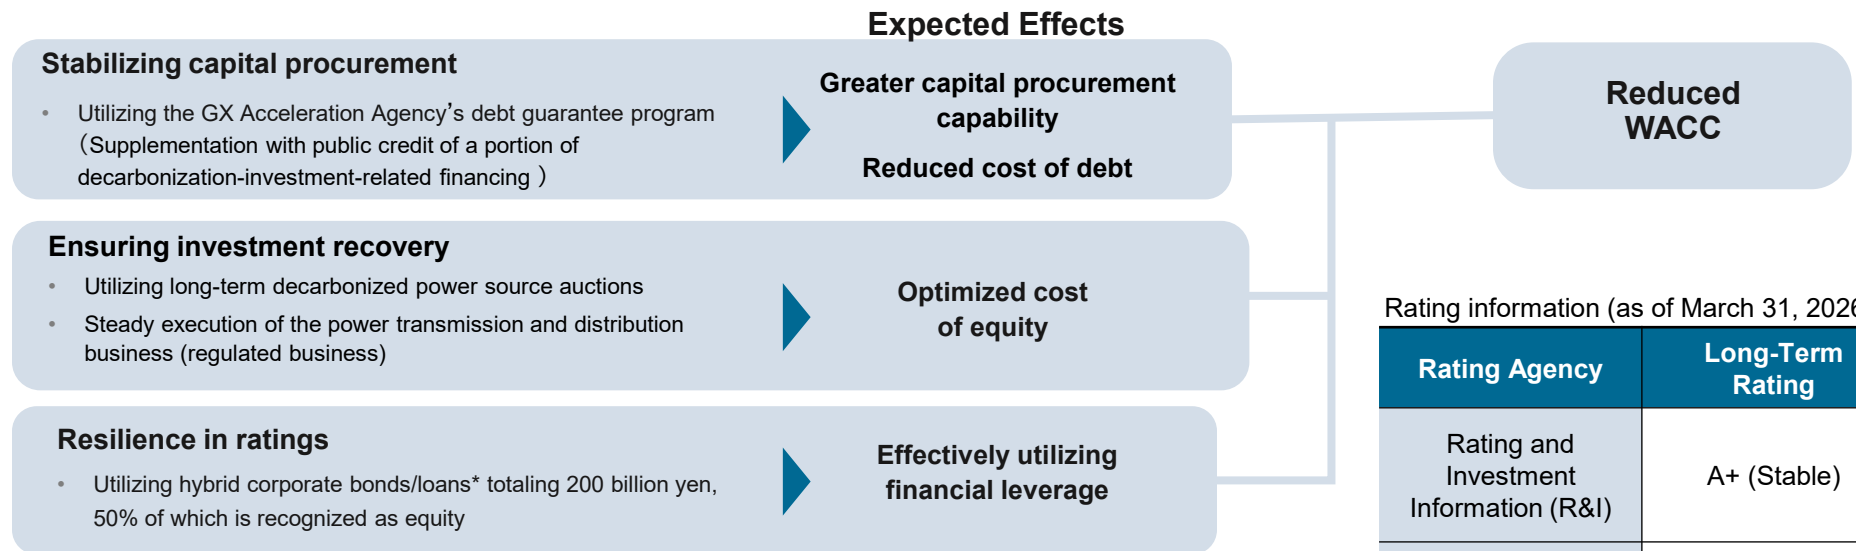 Expected Effects
Stabilizing capital procurement
• Utilizing the GX Acceleration Agency’s debt guarantee program
（Supplementation with public credit of a portion of
decarbonization-investment-related financing ）
Greater capital procurement
capability
Reduced cost of debt
Reduced
WACC
Ensuring investment recovery
• Utilizing long-term decarbonized power source auctions
• Steady execution of the power transmission and distribution
business (regulated business)
Optimized cost
of equity
Resilience in ratings
• Utilizing hybrid corporate bonds/loans* totaling 200 billion yen,
50% of which is recognized as equity
Effectively utilizing
financial leverage
Rating information (as of March 31, 2026
Rating Agency
Long-Term
Rating
Rating and
Investment
Information (R&I)
A+ (Stable)